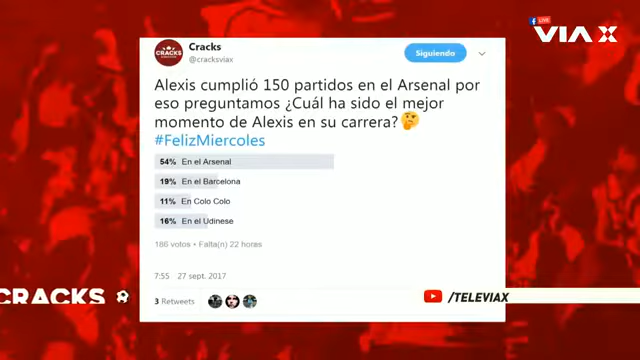 LIVE
VIA X
CRACKS
Cracks
@cracksviax
Siguiendo
Alexis cumplió 150 partidos en el Arsenal por
eso preguntamos ¿Cuál ha sido el mejor
momento de Alexis en su carrera?🤔
#FelizMiercoles
54% En el Arsenal
19% En el Barcelona
11% En Colo Colo
16% En el Udinese
186 votos • Falta(n) 22 horas
7:55 27 sept. 2017
CRACKS
/TELEVIAX
3 Retweets